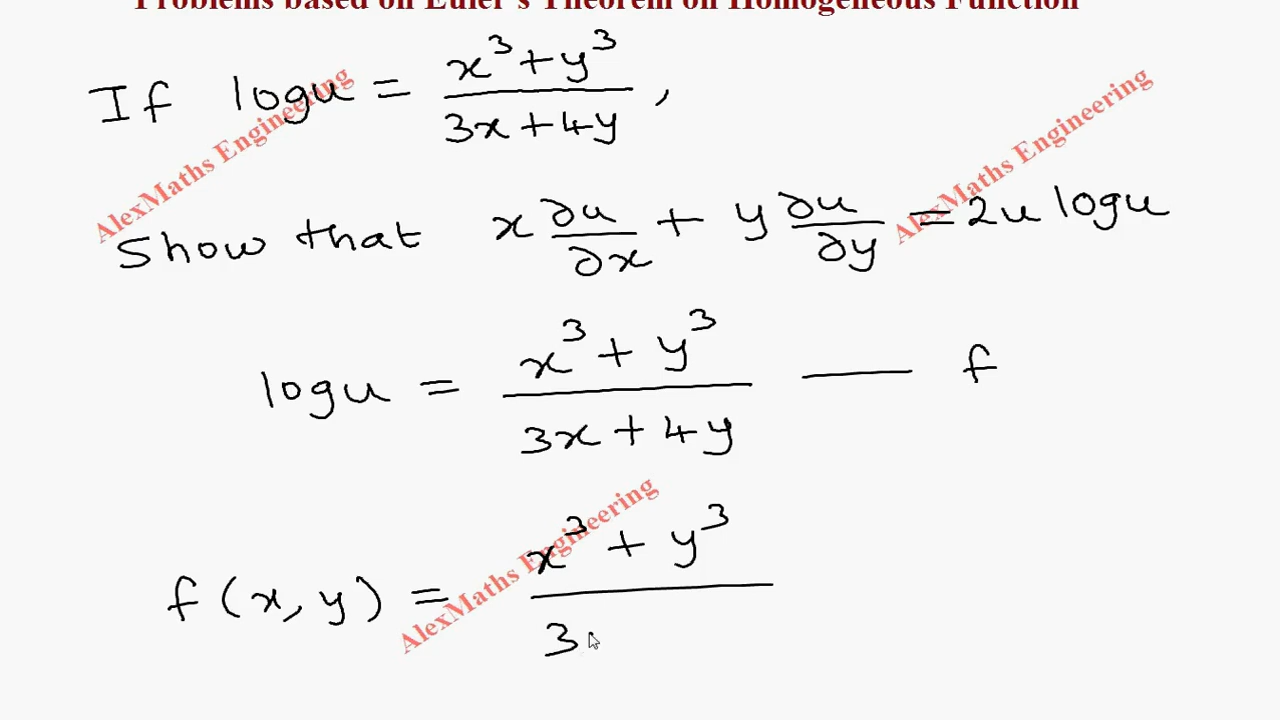 Problems based on Euler's Theorem on Homogeneous Function
If log u = x³ + y³ / 3x + 4y ,
Show that x ∂u/∂x + y ∂u/∂y = 2u log u
log u = x³ + y³ / 3x + 4y —— f
f(x, y) = x³ + y³ / 3
AlexMaths Engineering
AlexMaths Engineering
AlexMaths Engineering